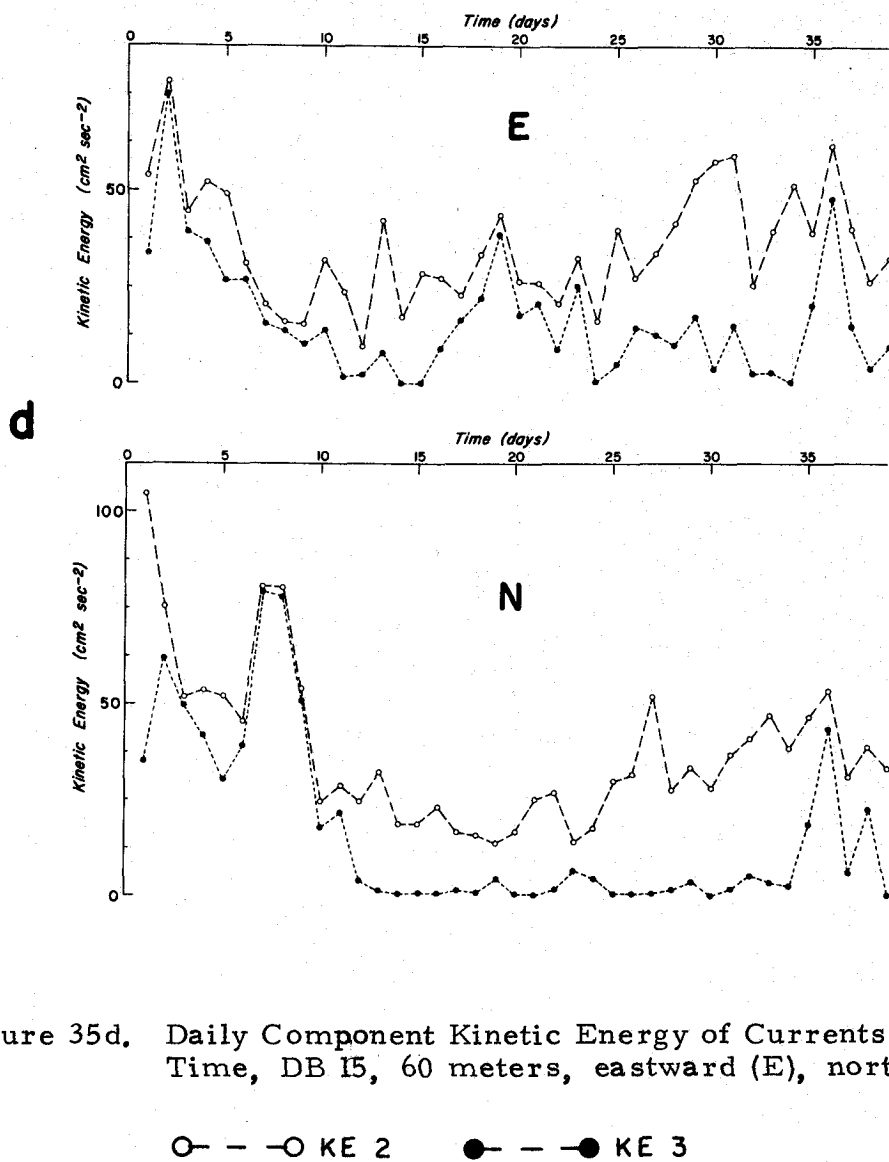 Time (days)
0 5 10 15 20 25 30 35
Kinetic Energy (cm² sec⁻²)
50
0
E
d
Time (days)
0 5 10 15 20 25 30 35
Kinetic Energy (cm² sec⁻²)
100
50
0
N
ure 35d. Daily Component Kinetic Energy of Currents
Time, DB 15, 60 meters, eastward (E), nort
KE 2 KE 3